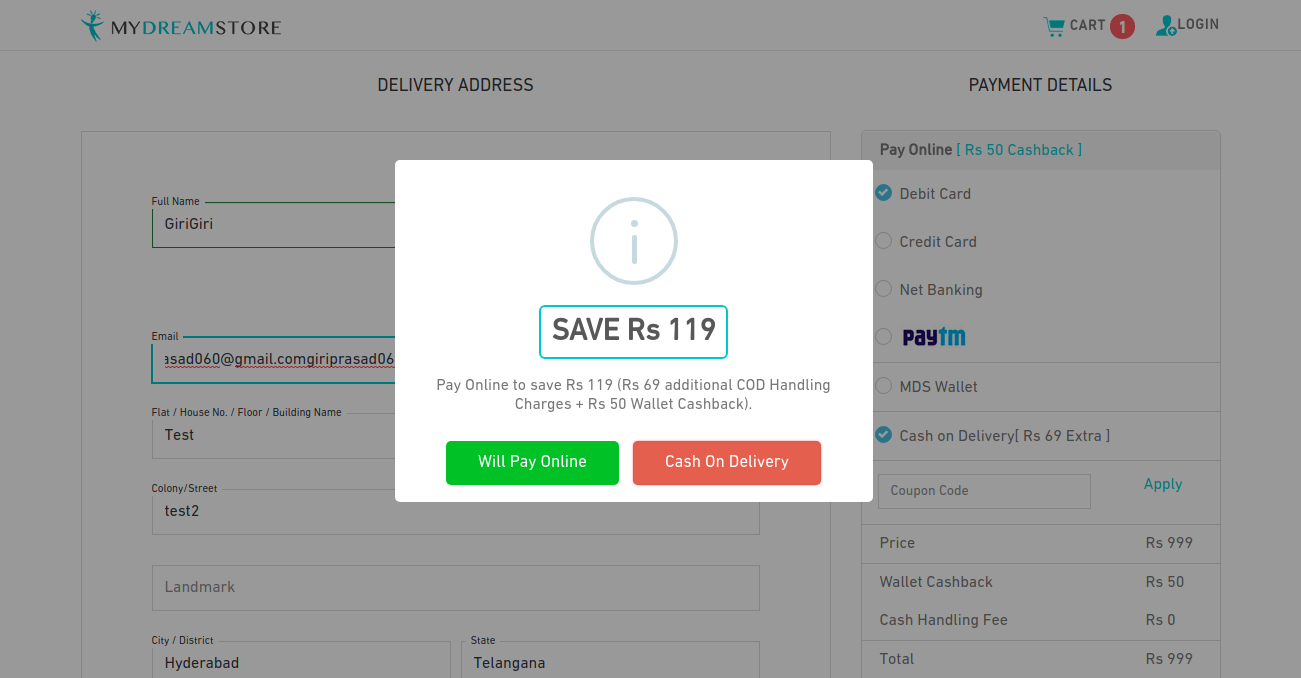 MYDREAMSTORE
CART 1
LOGIN
DELIVERY ADDRESS
PAYMENT DETAILS
Full Name
GiriGiri
Email
asad060@gmail.comgiriprasad06
Flat / House No. / Floor / Building Name
Test
Colony/Street
test2
Landmark
City / District
Hyderabad
State
Telangana
SAVE Rs 119
Pay Online to save Rs 119 (Rs 69 additional COD Handling
Charges + Rs 50 Wallet Cashback).
Will Pay Online
Cash On Delivery
Pay Online [ Rs 50 Cashback ]
Debit Card
Credit Card
Net Banking
paytm
MDS Wallet
Cash on Delivery[ Rs 69 Extra ]
Coupon Code
Apply
Price Rs 999
Wallet Cashback Rs 50
Cash Handling Fee Rs 0
Total Rs 999